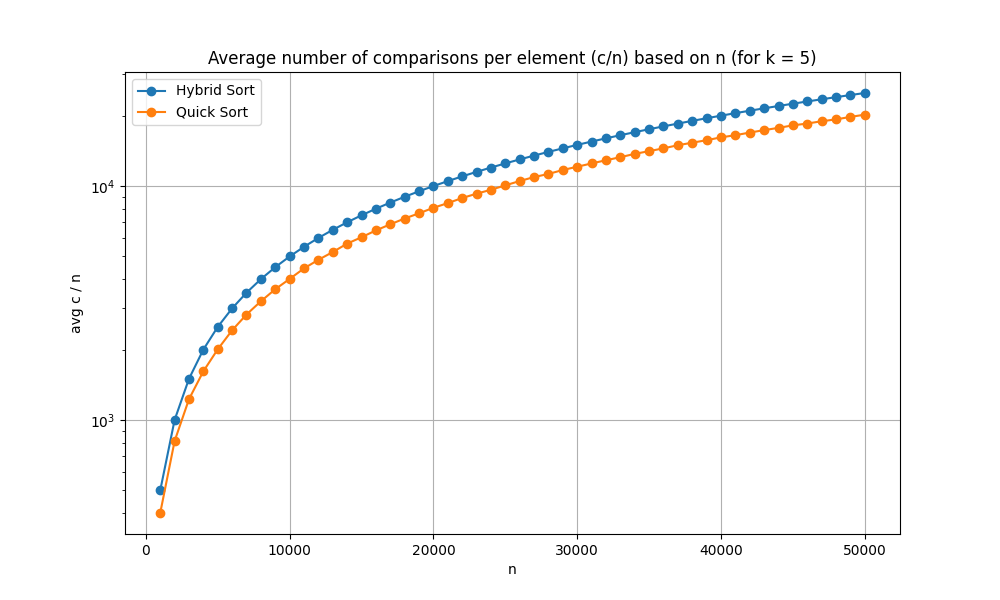 Average number of comparisons per element (c/n) based on n (for k = 5)
Hybrid Sort
Quick Sort
avg c / n
10⁴
10³
0 10000 20000 30000 40000 50000
n